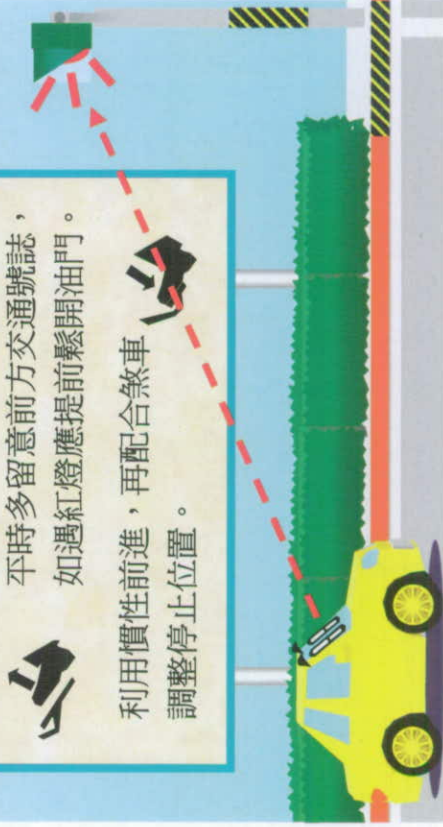 平時多留意前方交通號誌，
如遇紅燈應提前鬆開油門。
利用慣性前進，再配合煞車
調整停止位置。